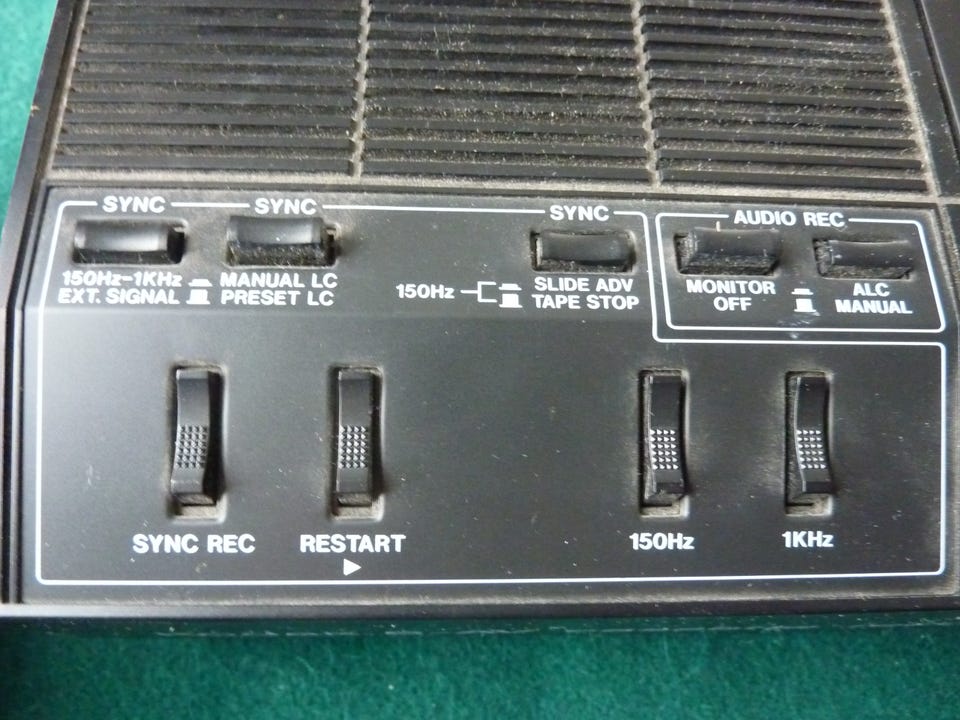 SYNC
SYNC
SYNC
AUDIO REC
150Hz-1KHz
EXT. SIGNAL
MANUAL LC
PRESET LC
150Hz
SLIDE ADV
TAPE STOP
MONITOR
OFF
ALC
MANUAL
SYNC REC
RESTART
150Hz
1KHz